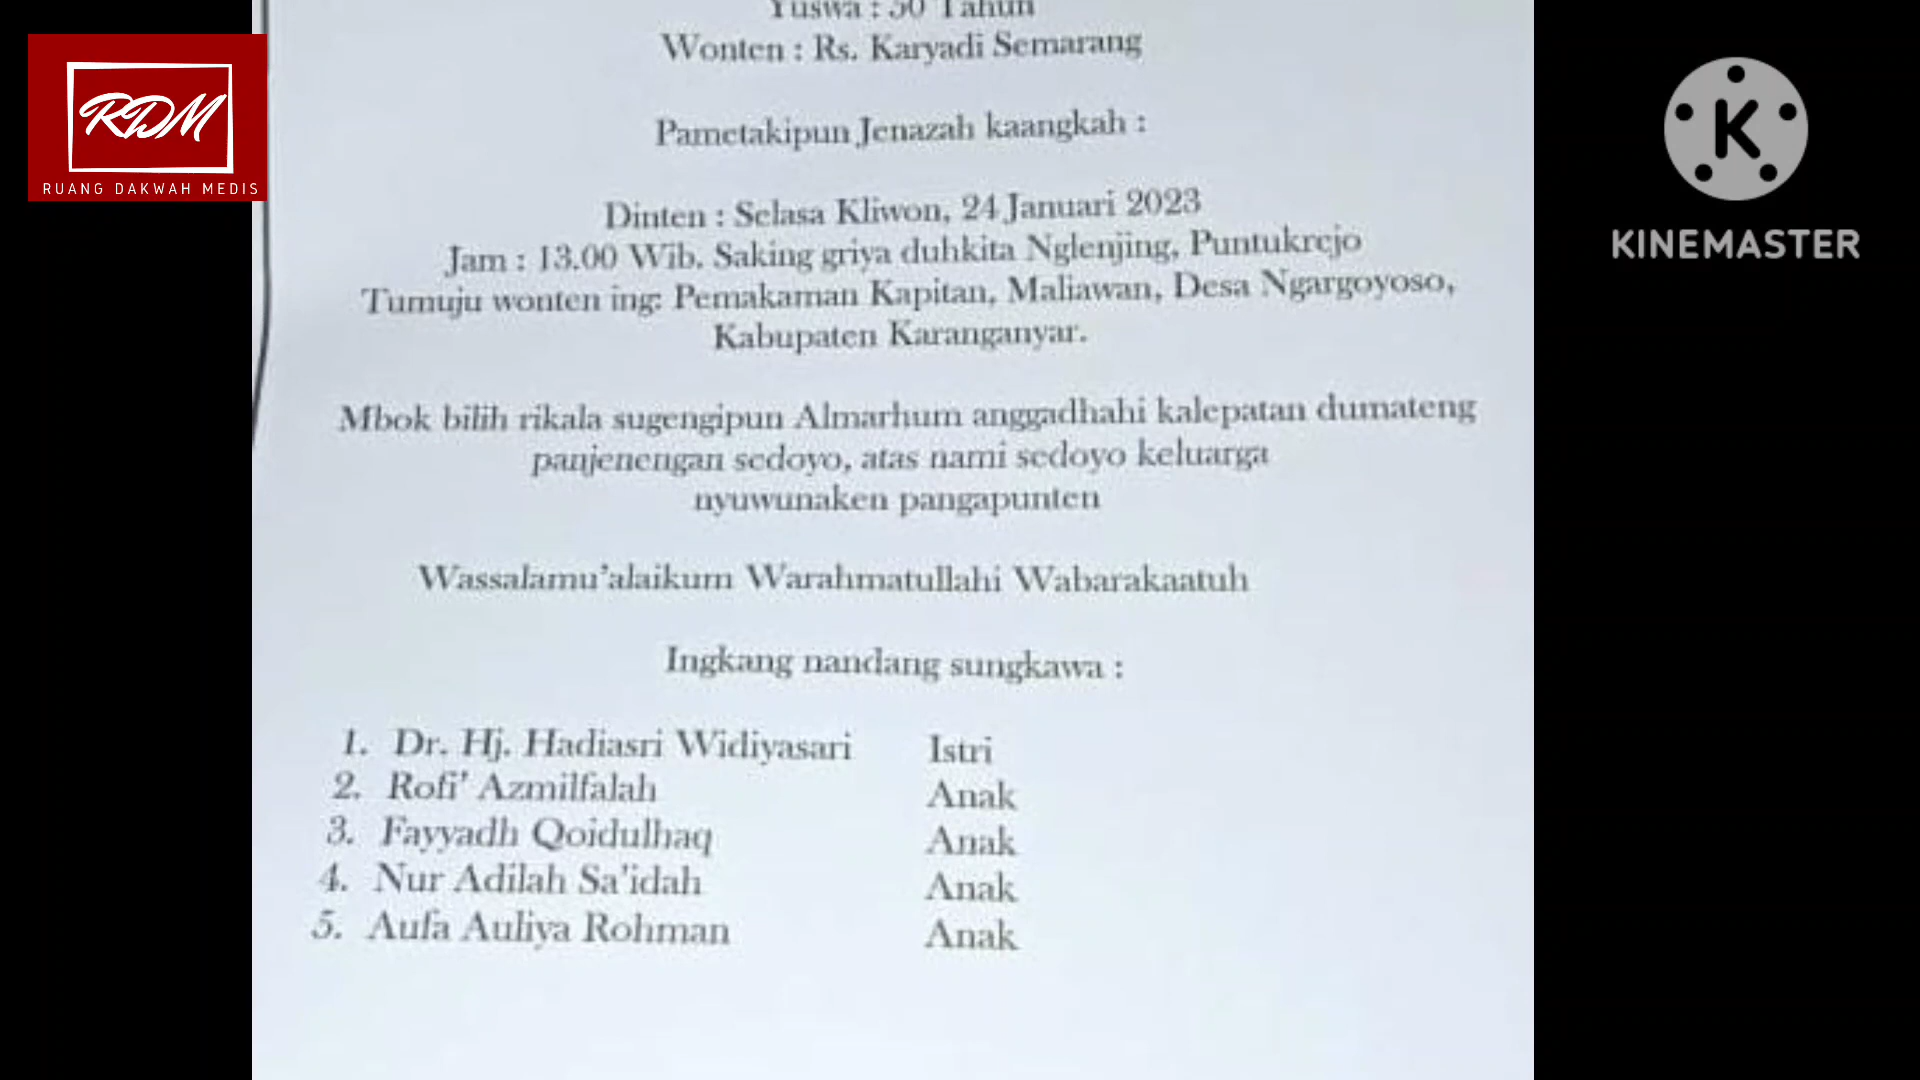 Yuswa : 50 Tahun
Wonten : Rs. Karyadi Semarang
Pametakipun Jenazah kaangkah :
Dinten : Selasa Kliwon, 24 Januari 2023
Jam : 13.00 Wib. Saking griya duhkita Nglenjing, Puntukrejo
Tumuju wonten ing: Pemakaman Kapitan, Maliawan, Desa Ngargoyoso,
Kabupaten Karanganyar.
Mbok bilih rikala sugengipun Almarhum anggadhahi kalepatan dumateng
panjenengan sedoyo, atas nami sedoyo keluarga
nyuwunaken pangapunten
Wassalamu'alaikum Warahmatullahi Wabarakaatuh
Ingkang nandang sungkawa :
1. Dr. Hj. Hadiasri Widiyasari Istri
2. Rofi' Azmilfalah Anak
3. Fayyadh Qoidulhaq Anak
4. Nur Adilah Sa'idah Anak
5. Aufa Auliya Rohman Anak
RDM
RUANG DAKWAH MEDIS
K
KINEMASTER